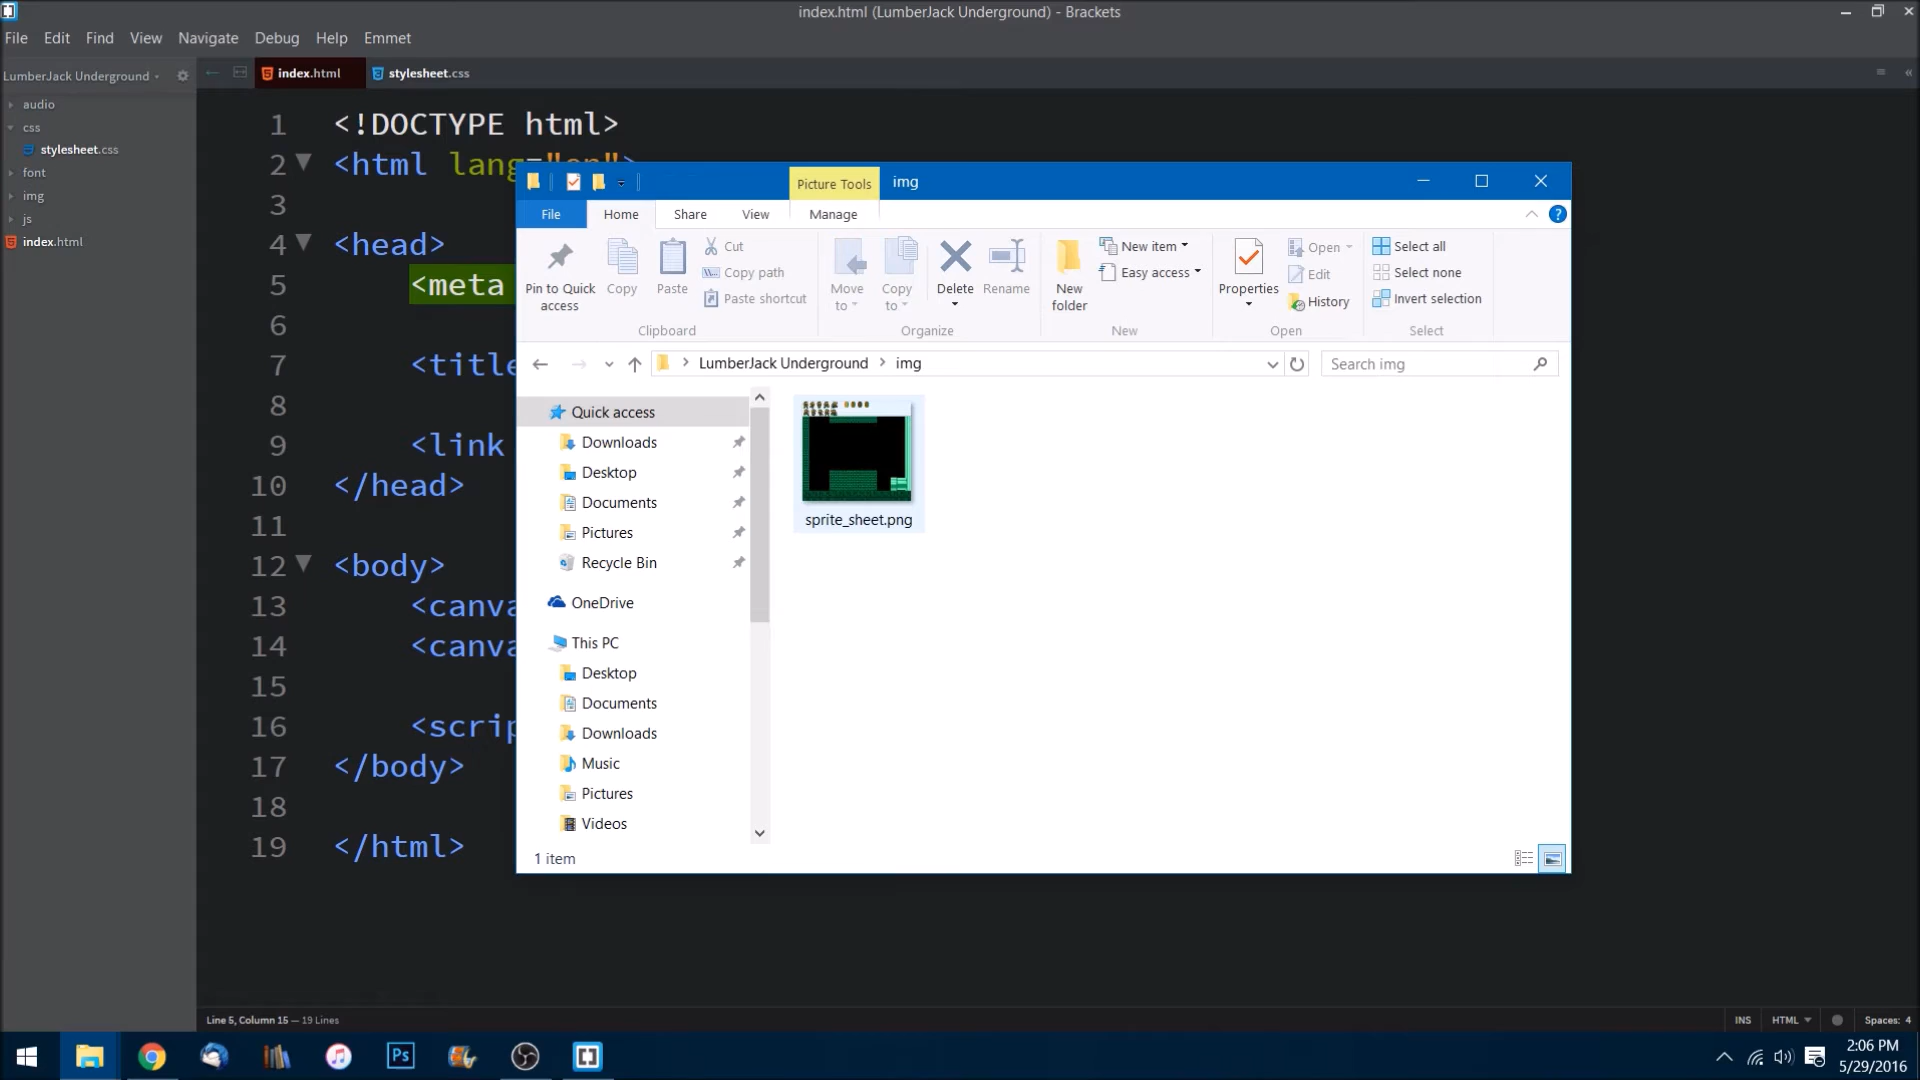 index.html (LumberJack Underground) - Brackets
File Edit Find View Navigate Debug Help Emmet
LumberJack Underground
index.html
stylesheet.css
audio
css
stylesheet.css
font
img
js
index.html
1 <!DOCTYPE html>
2 <html lang="en">
3
4 <head>
5 <meta
6
7 <title
8
9 <link
10 </head>
11
12 <body>
13 <canva
14 <canva
15
16 <scrip
17 </body>
18
19 </html>
Picture Tools
img
File Home Share View Manage
Pin to Quick access
Copy
Paste
Cut
Copy path
Paste shortcut
Clipboard
Move to
Copy to
Delete
Rename
Organize
New folder
New item
Easy access
New
Properties
Open
Edit
History
Open
Select all
Select none
Invert selection
Select
LumberJack Underground
img
Search img
Quick access
Downloads
Desktop
Documents
Pictures
Recycle Bin
OneDrive
This PC
Desktop
Documents
Downloads
Music
Pictures
Videos
sprite_sheet.png
1 item
Line 5, Column 15 — 19 Lines
INS
HTML
Spaces: 4
Ps
2:06 PM
5/29/2016